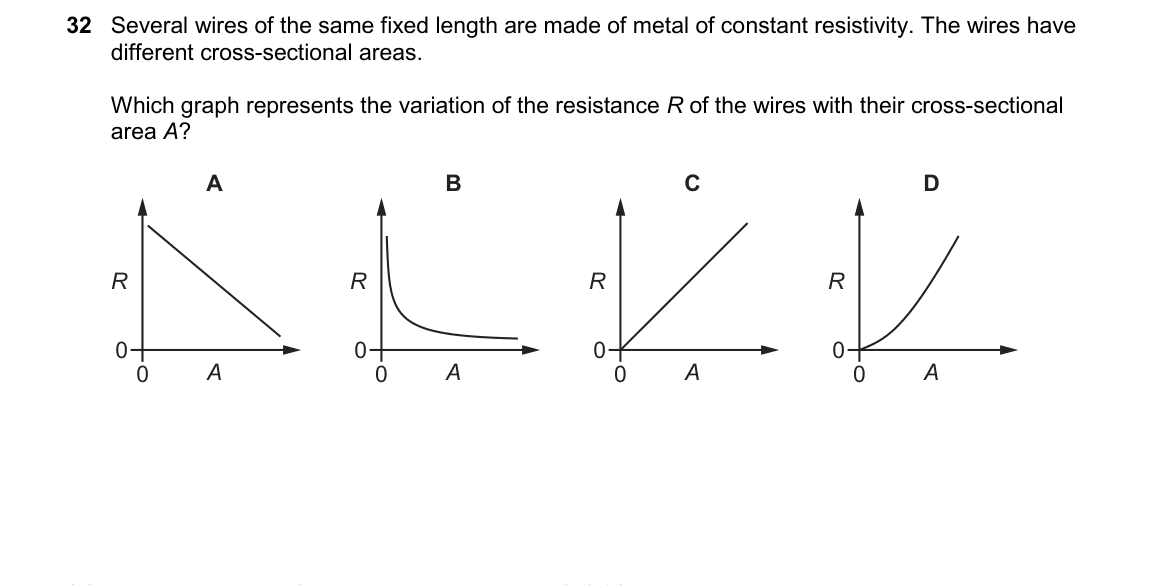 32 Several wires of the same fixed length are made of metal of constant resistivity. The wires have
different cross-sectional areas.
Which graph represents the variation of the resistance R of the wires with their cross-sectional
area A?
A B C D
R R R R
0 0 0 0
0 A 0 A 0 A 0 A